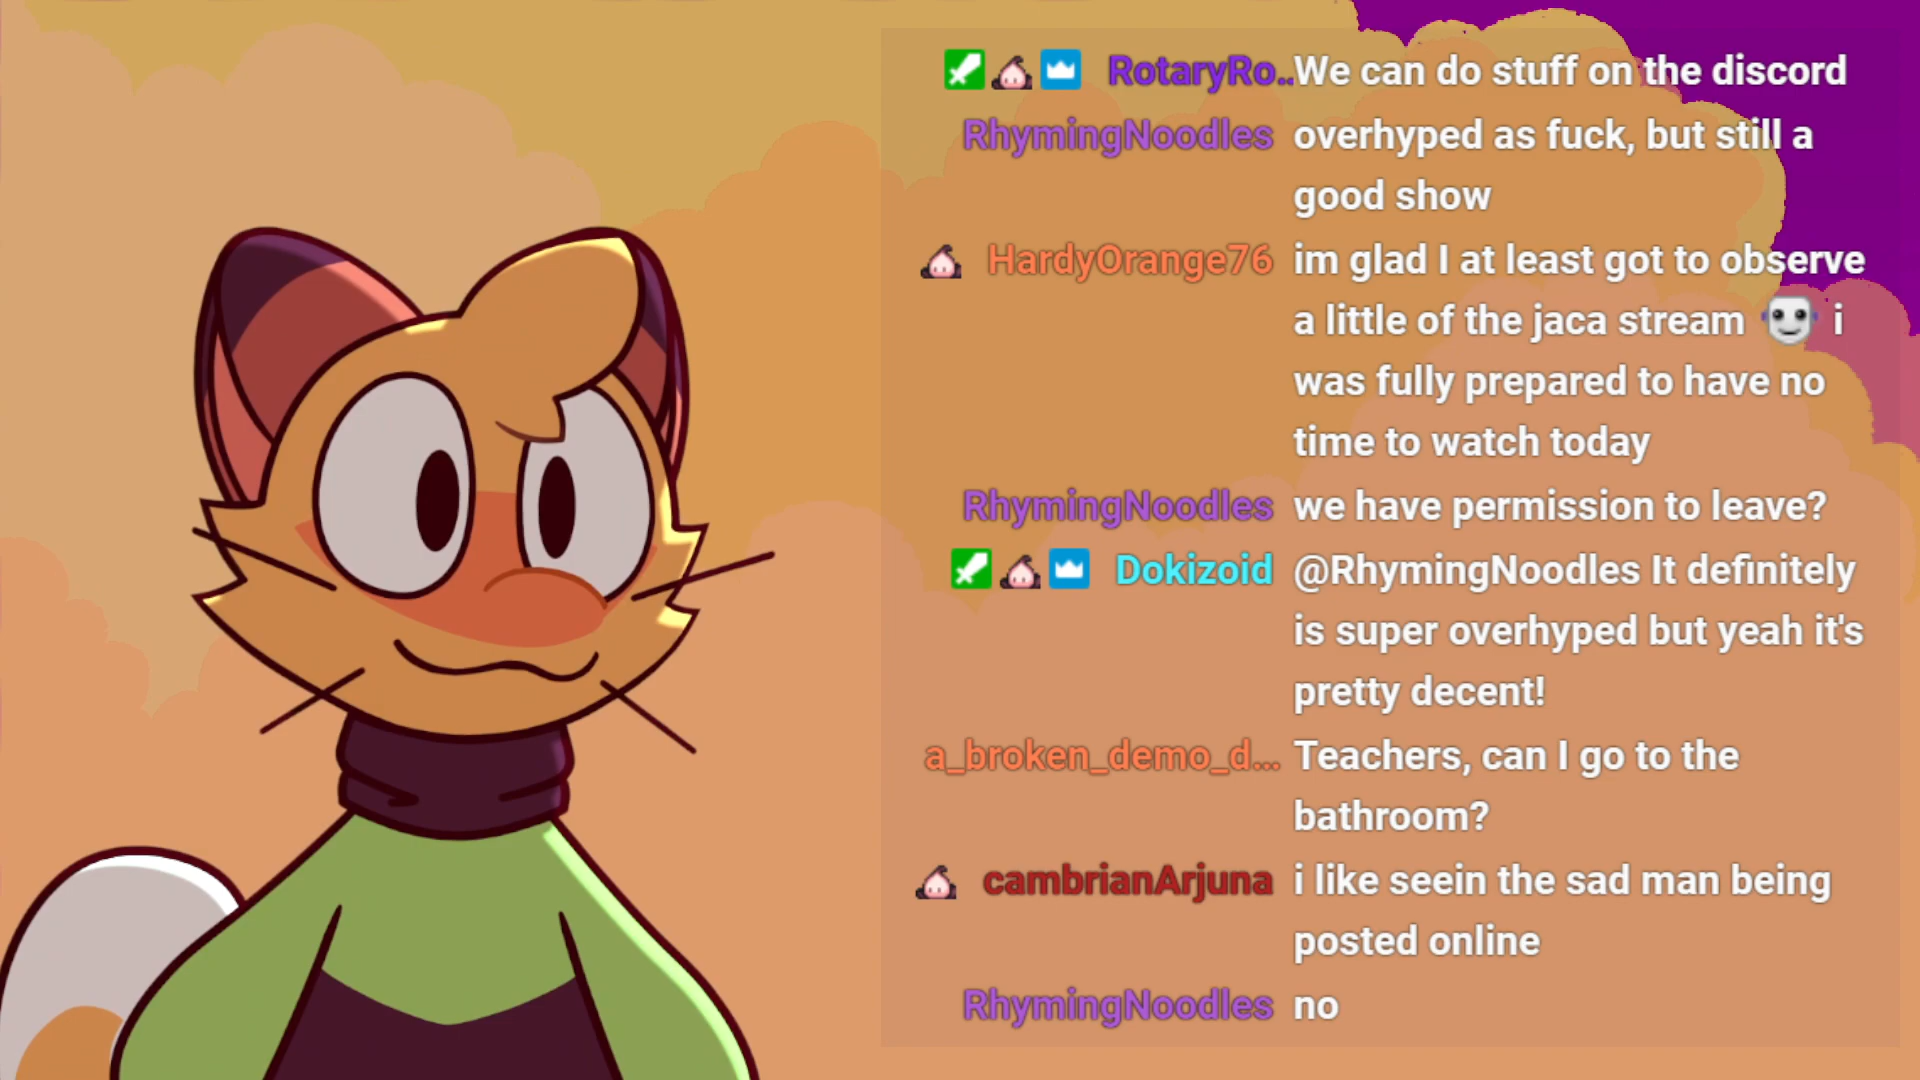 RotaryRo.. We can do stuff on the discord
RhymingNoodles overhyped as fuck, but still a
good show
HardyOrange76 im glad I at least got to observe
a little of the jaca stream i
was fully prepared to have no
time to watch today
RhymingNoodles we have permission to leave?
Dokizoid @RhymingNoodles It definitely
is super overhyped but yeah it's
pretty decent!
a_broken_demo_d... Teachers, can I go to the
bathroom?
cambrianArjuna i like seein the sad man being
posted online
RhymingNoodles no